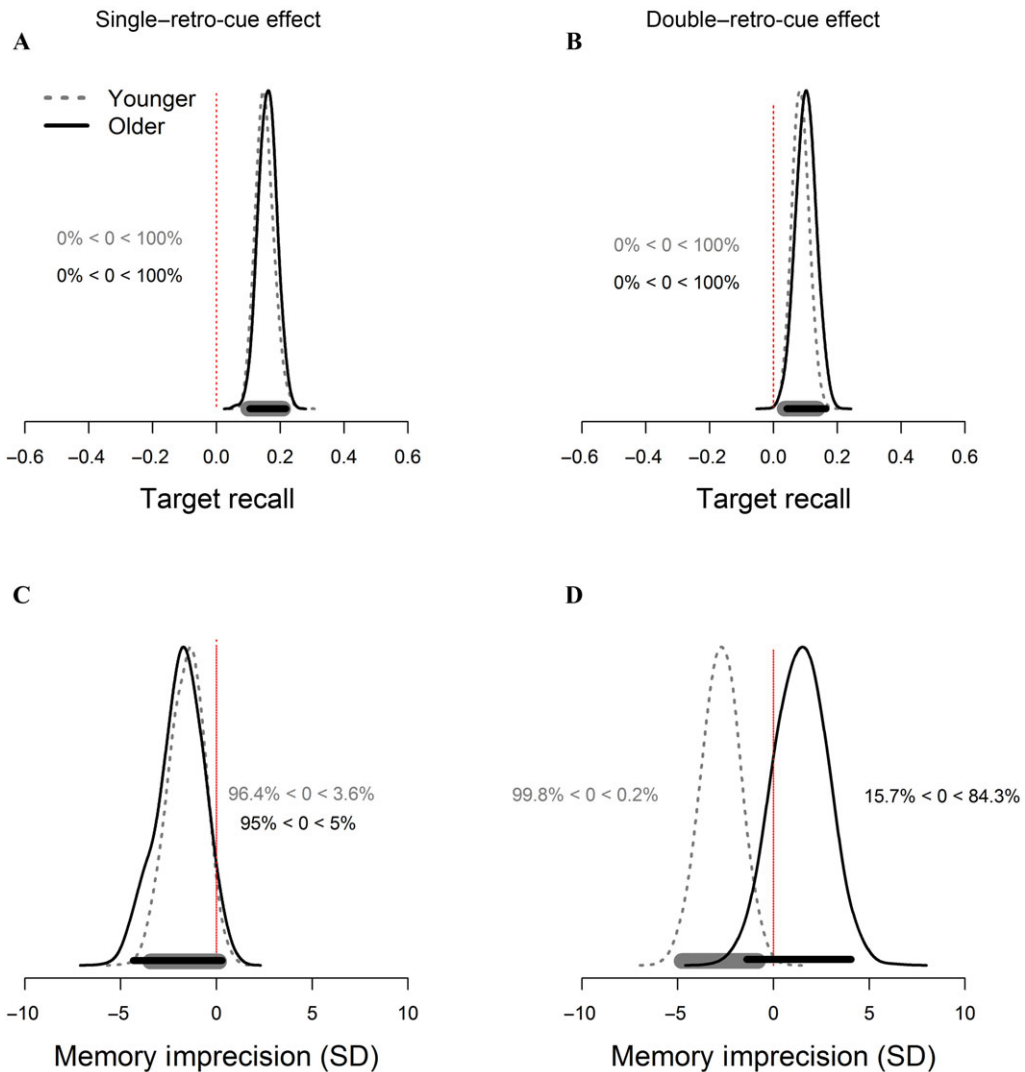 Single–retro-cue effect
Double–retro-cue effect
A
B
Younger
Older
0% < 0 < 100%
0% < 0 < 100%
0% < 0 < 100%
0% < 0 < 100%
–0.6 –0.4 –0.2 0.0 0.2 0.4 0.6
–0.6 –0.4 –0.2 0.0 0.2 0.4 0.6
Target recall
Target recall
C
D
96.4% < 0 < 3.6%
95% < 0 < 5%
99.8% < 0 < 0.2%
15.7% < 0 < 84.3%
–10 –5 0 5 10
–10 –5 0 5 10
Memory imprecision (SD)
Memory imprecision (SD)